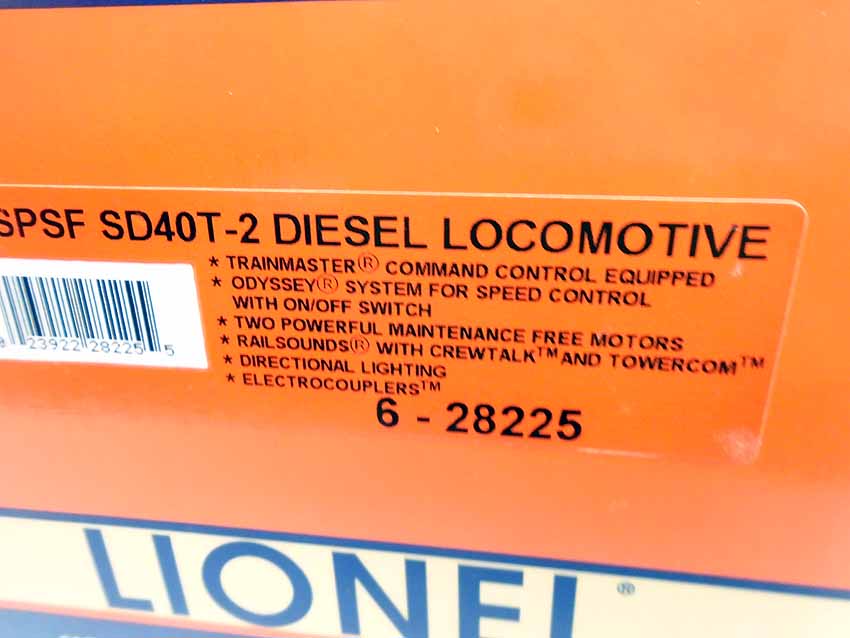 SPSF SD40T-2 DIESEL LOCOMOTIVE
* TRAINMASTER® COMMAND CONTROL EQUIPPED
* ODYSSEY® SYSTEM FOR SPEED CONTROL
WITH ON/OFF SWITCH
* TWO POWERFUL MAINTENANCE FREE MOTORS
* RAILSOUNDS® WITH CREWTALK™ AND TOWERCOM™
* DIRECTIONAL LIGHTING
* ELECTROCOUPLERS™
23922 28225 5
6 - 28225
LIONEL ®